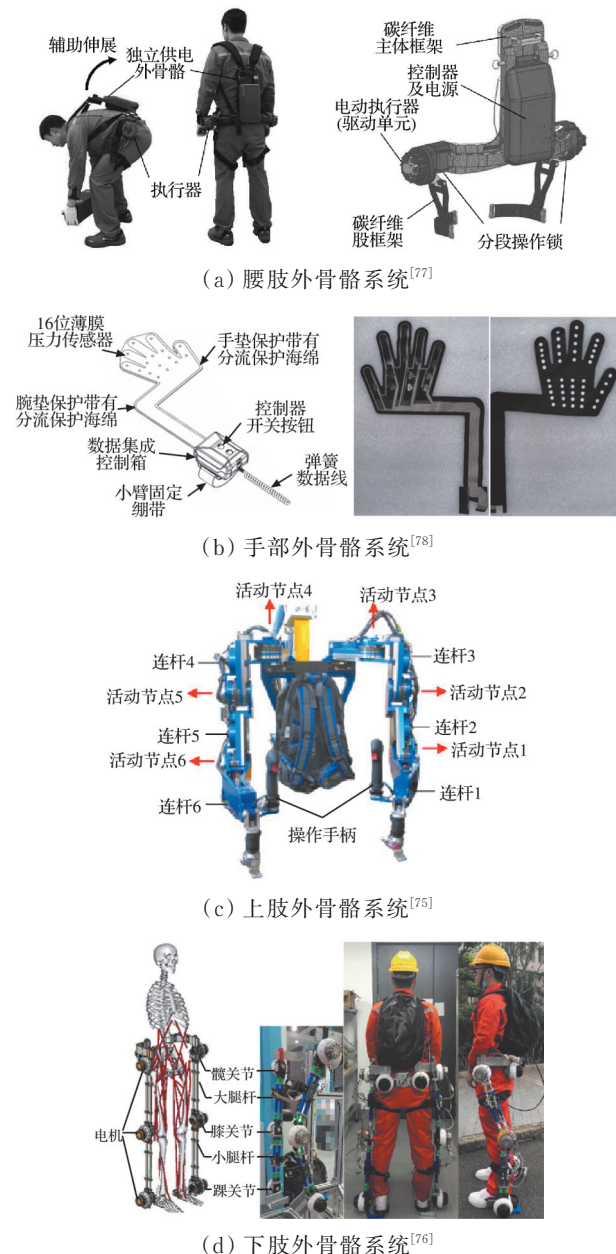 辅助伸展
独立供电
外骨骼
执行器
碳纤维
主体框架
控制器
及电源
电动执行器
(驱动单元)
碳纤维
股框架
分段操作锁
(a) 腰肢外骨骼系统[77]
16位薄膜
压力传感器
手垫保护带有
分流保护海绵
腕垫保护带有
分流保护海绵
控制器
开关按钮
数据集成
控制箱
弹簧
数据线
小臂固定
绷带
(b) 手部外骨骼系统[78]
活动节点4
活动节点3
连杆4
连杆3
活动节点5
活动节点2
连杆5
连杆2
活动节点6
活动节点1
连杆6
连杆1
操作手柄
(c) 上肢外骨骼系统[75]
髋关节
大腿杆
电机
膝关节
小腿杆
踝关节
(d) 下肢外骨骼系统[76]